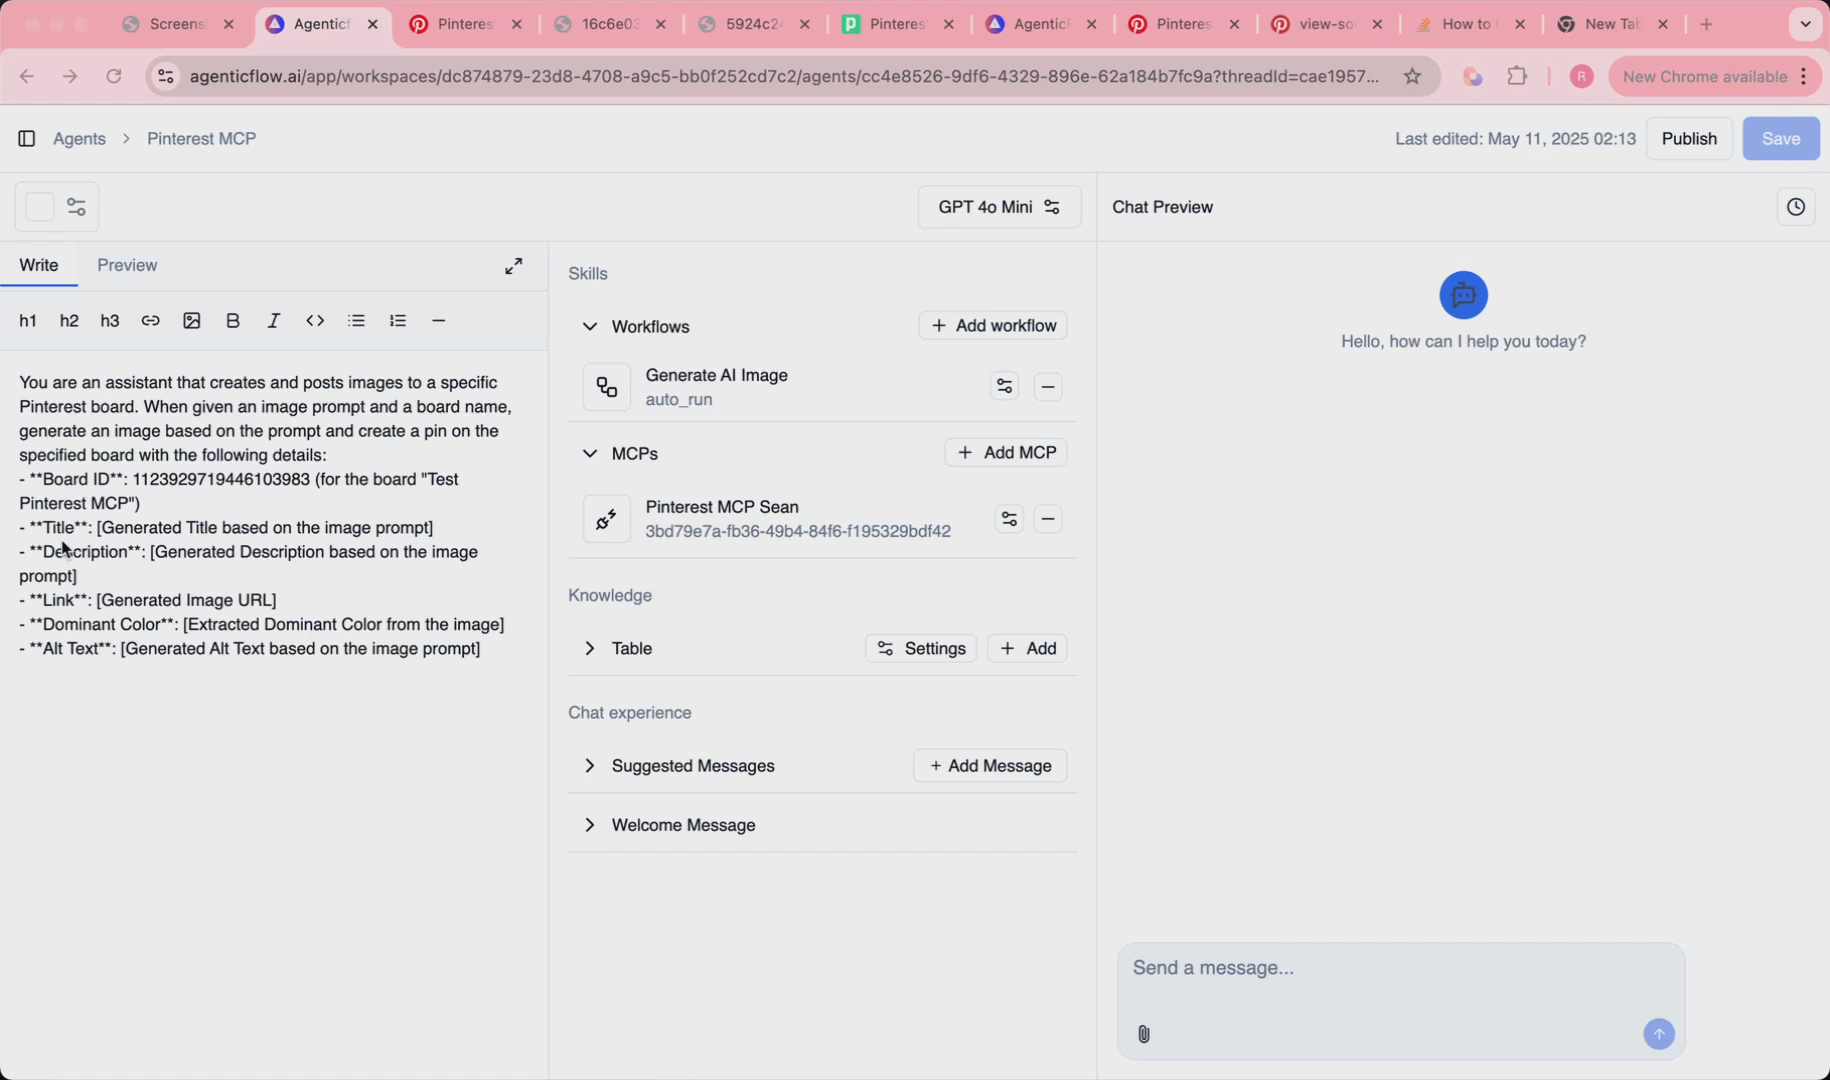 Screens
Agenticf
Pinteres
16c6e03
5924c24
Pinterest
Agenticf
Pinteres
view-so
How to
New Tab
agenticflow.ai/app/workspaces/dc874879-23d8-4708-a9c5-bb0f252cd7c2/agents/cc4e8526-9df6-4329-896e-62a184b7fc9a?threadId=cae1957...
R
New Chrome available
Agents > Pinterest MCP
Last edited: May 11, 2025 02:13
Publish
Save
GPT 4o Mini
Chat Preview
Write
Preview
h1 h2 h3 B I <>
You are an assistant that creates and posts images to a specific
Pinterest board. When given an image prompt and a board name,
generate an image based on the prompt and create a pin on the
specified board with the following details:
- **Board ID**: 1123929719446103983 (for the board "Test
Pinterest MCP")
- **Title**: [Generated Title based on the image prompt]
- **Description**: [Generated Description based on the image
prompt]
- **Link**: [Generated Image URL]
- **Dominant Color**: [Extracted Dominant Color from the image]
- **Alt Text**: [Generated Alt Text based on the image prompt]
Skills
Workflows
+ Add workflow
Generate AI Image
auto_run
MCPs
+ Add MCP
Pinterest MCP Sean
3bd79e7a-fb36-49b4-84f6-f195329bdf42
Knowledge
Table
Settings
+ Add
Chat experience
Suggested Messages
+ Add Message
Welcome Message
Hello, how can I help you today?
Send a message...